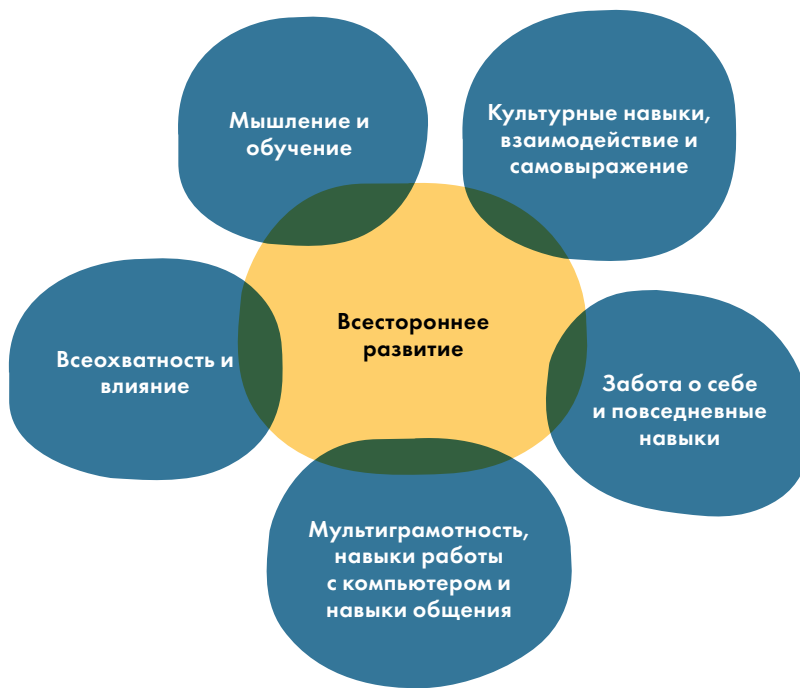 Мышление и
обучение
Культурные навыки,
взаимодействие и
самовыражение
Всестороннее
развитие
Всеохватность и
влияние
Забота о себе
и повседневные
навыки
Мультиграмотность,
навыки работы
с компьютером и
навыки общения